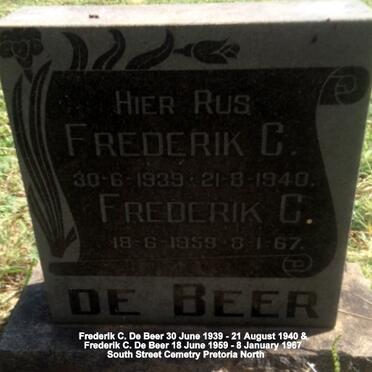 HIER RUS
FREDERIK C.
30-6-1939 - 21-8-1940.
FREDERIK C.
18-6-1959 - 8-1-67.
DE BEER
Frederik C. De Beer 30 June 1939 - 21 August 1940 &
Frederik C. De Beer 18 June 1959 - 8 January 1967
South Street Cemetry Pretoria North